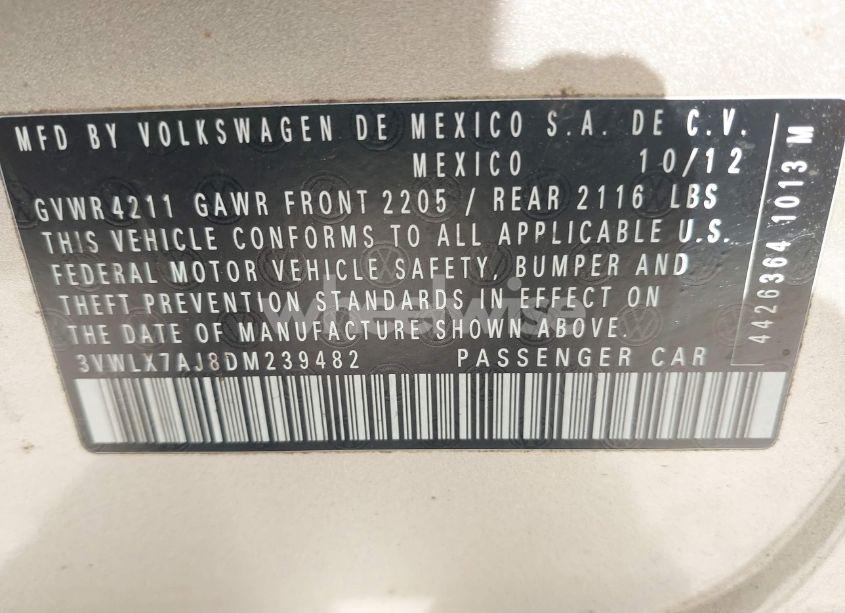 MFD BY VOLKSWAGEN DE MEXICO S.A. DE C.V.
MEXICO 10/12
GVWR4211 GAWR FRONT 2205 / REAR 2116 LBS
THIS VEHICLE CONFORMS TO ALL APPLICABLE U.S.
FEDERAL MOTOR VEHICLE SAFETY, BUMPER AND
THEFT PREVENTION STANDARDS IN EFFECT ON
THE DATE OF MANUFACTURE SHOWN ABOVE.
3VWLX7AJ8DM239482 PASSENGER CAR
4426364 1013 M
wheelwise